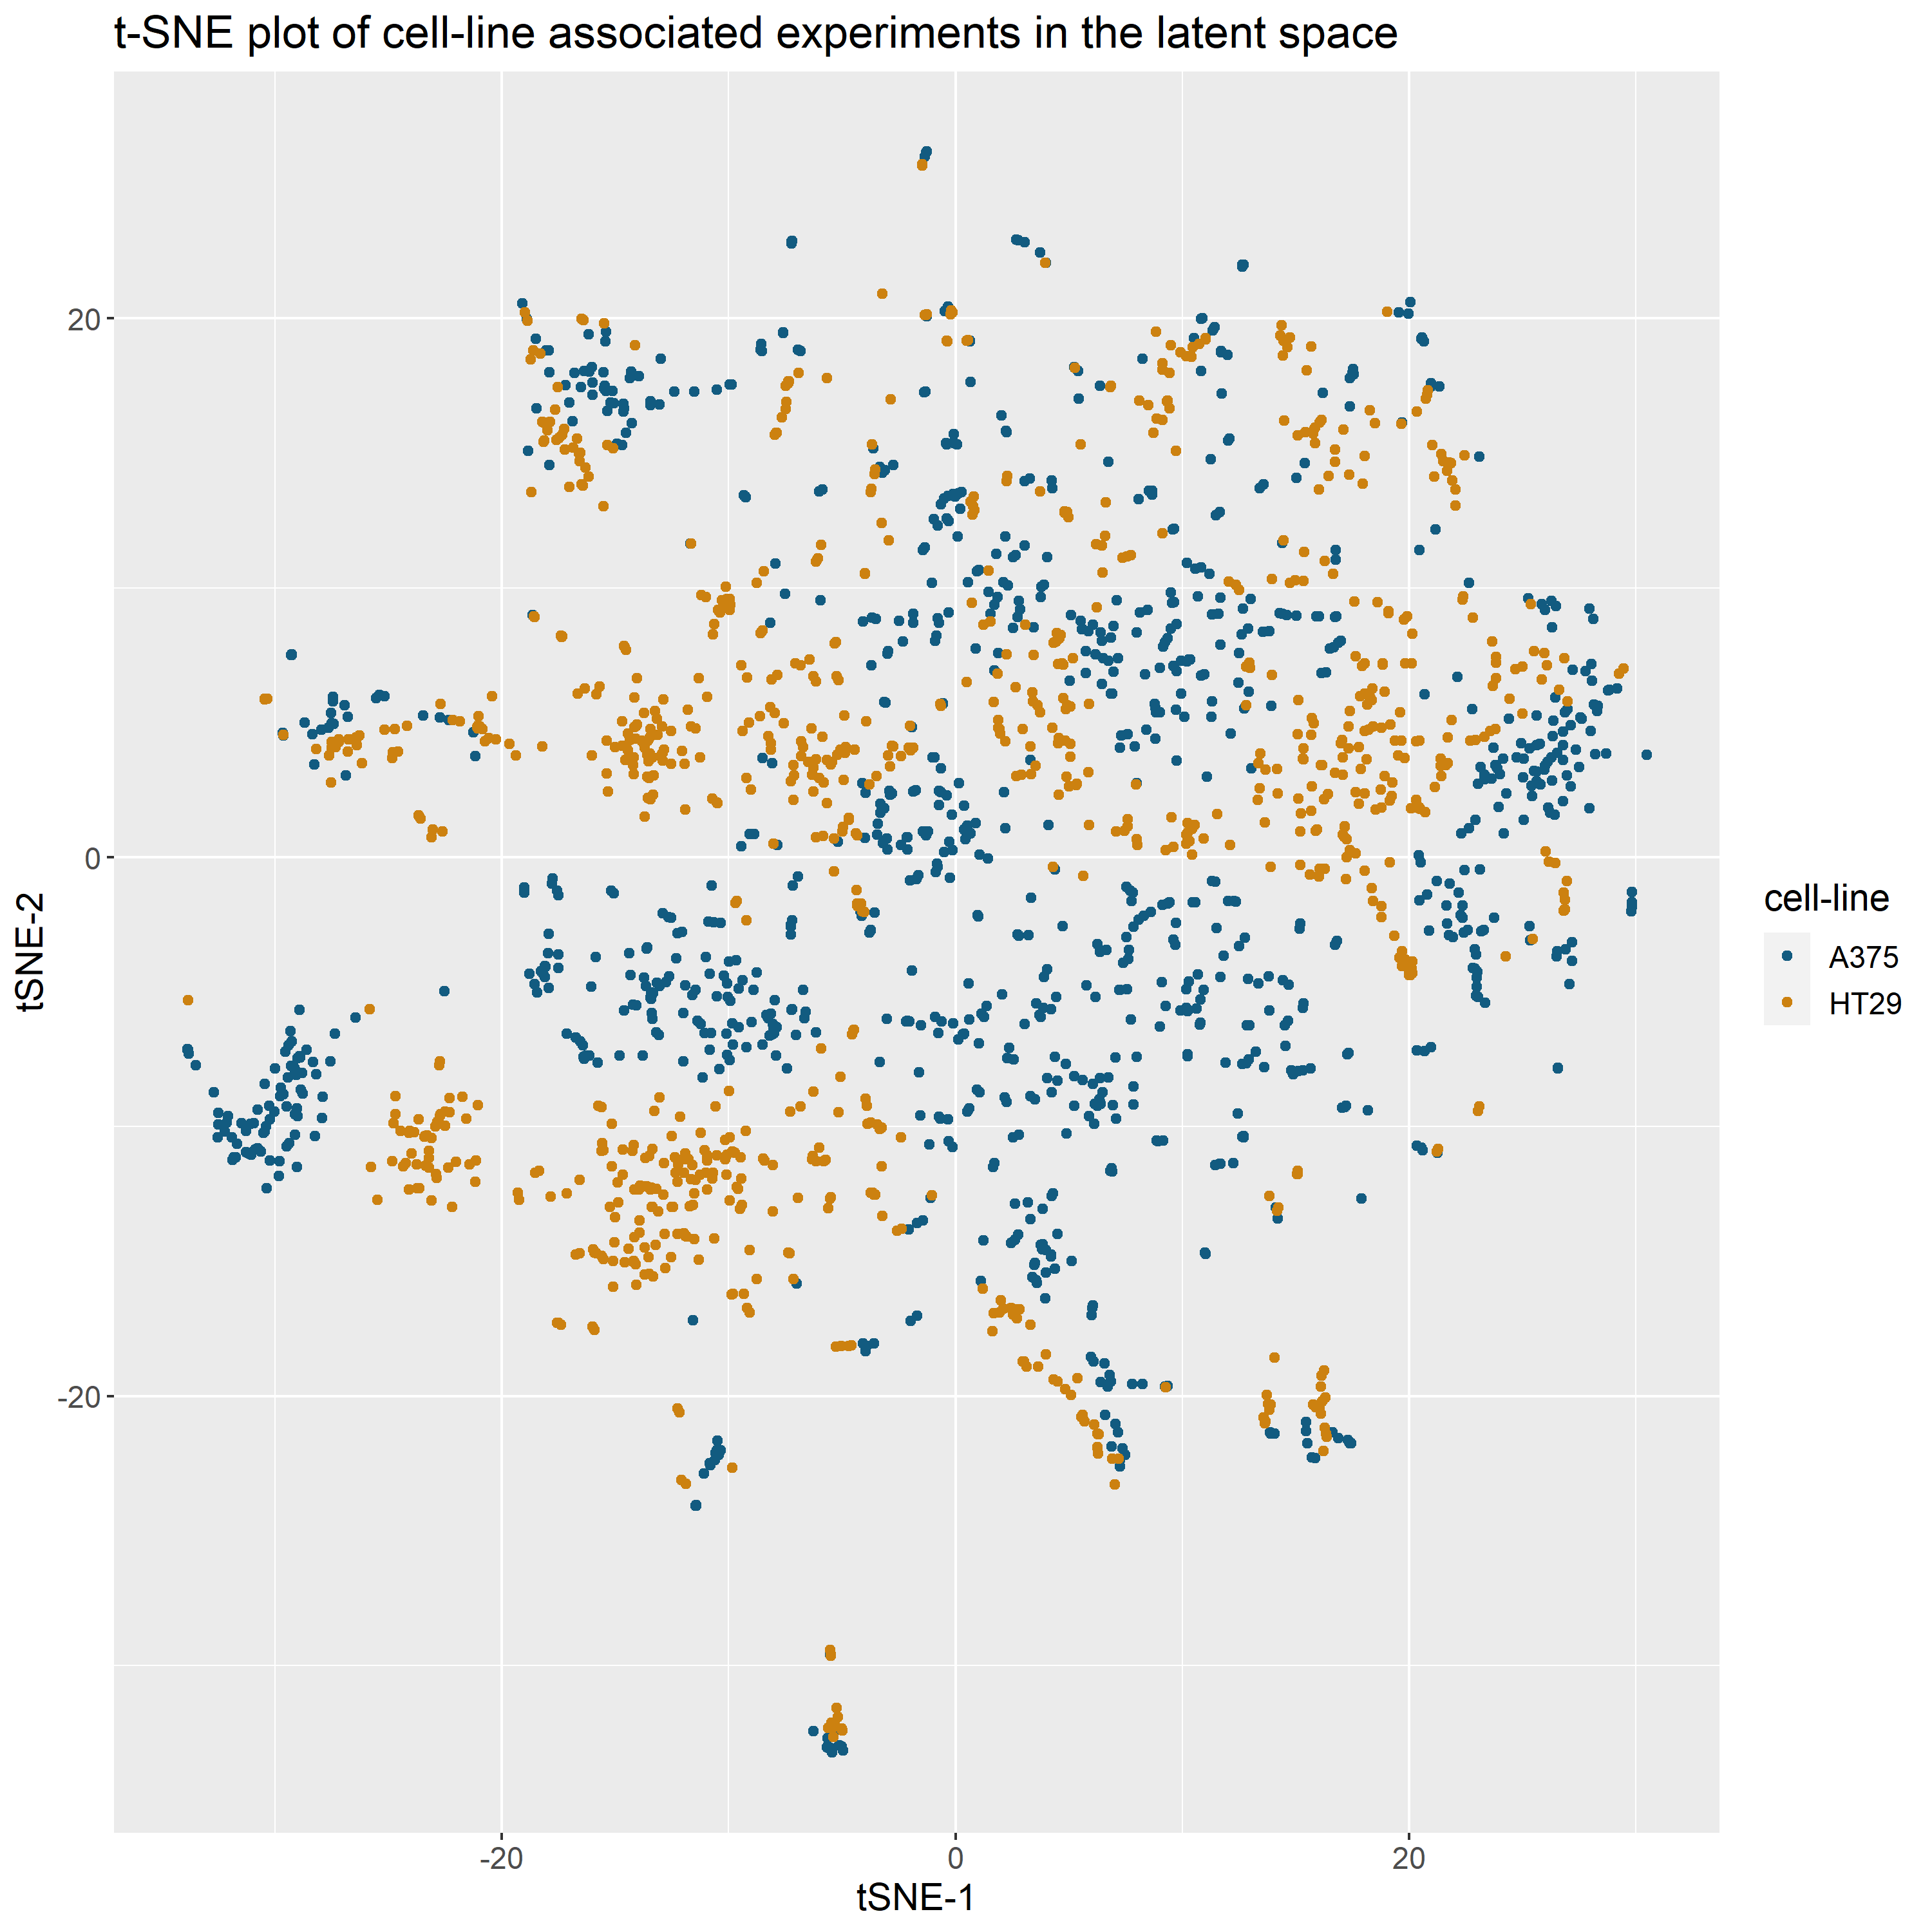 t-SNE plot of cell-line associated experiments in the latent space
20
0
-20
tSNE-2
-20
0
20
tSNE-1
cell-line
A375
HT29